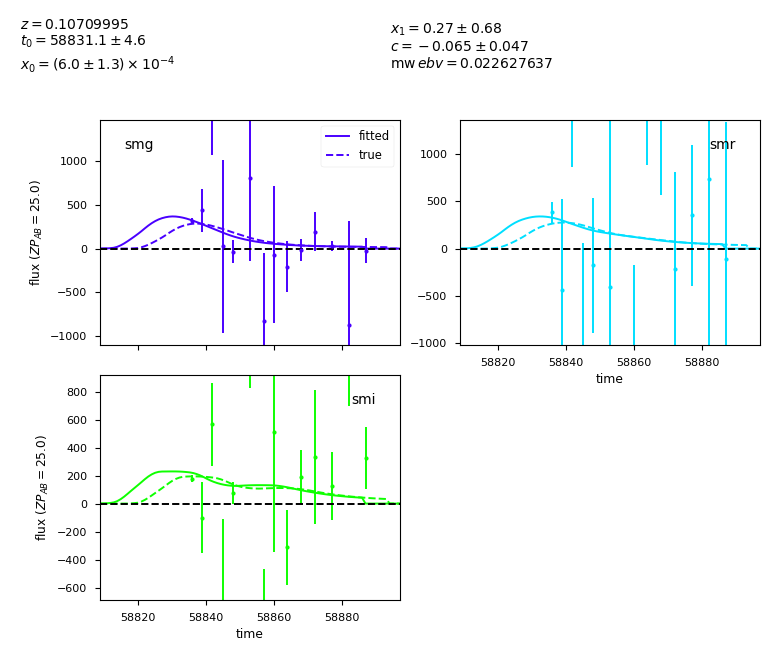 z = 0.10709995
t₀ = 58831.1 ± 4.6
x₀ = (6.0 ± 1.3) × 10⁻⁴
x₁ = 0.27 ± 0.68
c = −0.065 ± 0.047
mw ebv = 0.022627637
smg
fitted
true
1000
500
0
−500
−1000
flux (ZP_AB = 25.0)
smr
1000
500
0
−500
−1000
58820 58840 58860 58880
time
smi
800
600
400
200
0
−200
−400
−600
flux (ZP_AB = 25.0)
58820 58840 58860 58880
time